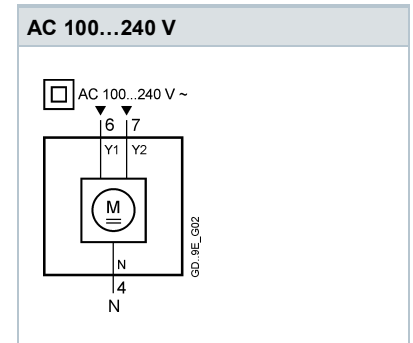 AC 100...240 V
AC 100...240 V ~
6 7
Y1 Y2
M
N
4
N
GD..9E_G02